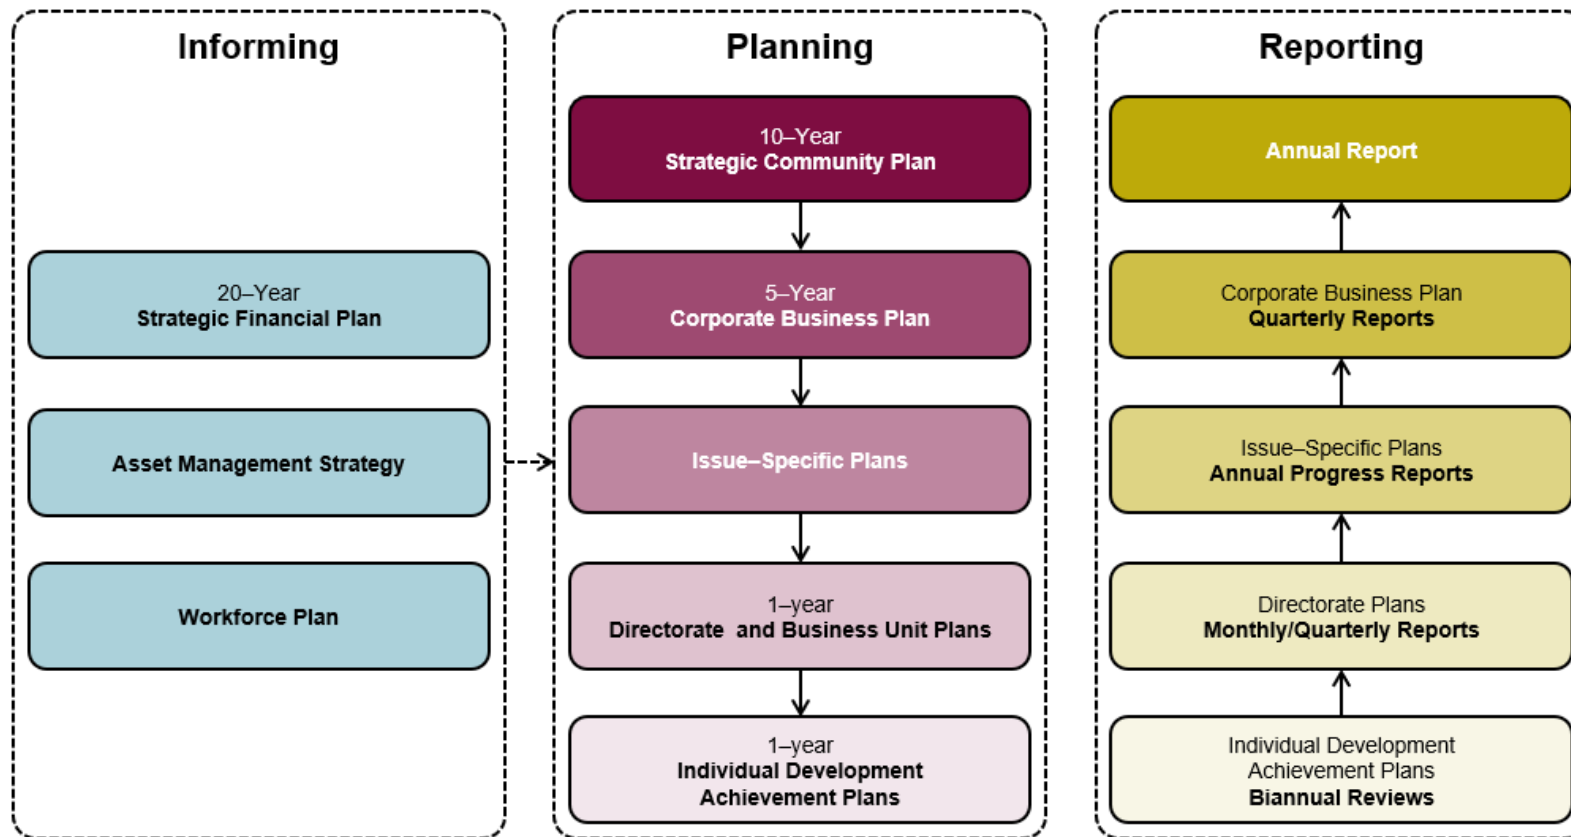 Informing
20–Year
Strategic Financial Plan
Asset Management Strategy
Workforce Plan
Planning
10–Year
Strategic Community Plan
5–Year
Corporate Business Plan
Issue–Specific Plans
1–year
Directorate and Business Unit Plans
1–year
Individual Development
Achievement Plans
Reporting
Annual Report
Corporate Business Plan
Quarterly Reports
Issue–Specific Plans
Annual Progress Reports
Directorate Plans
Monthly/Quarterly Reports
Individual Development
Achievement Plans
Biannual Reviews